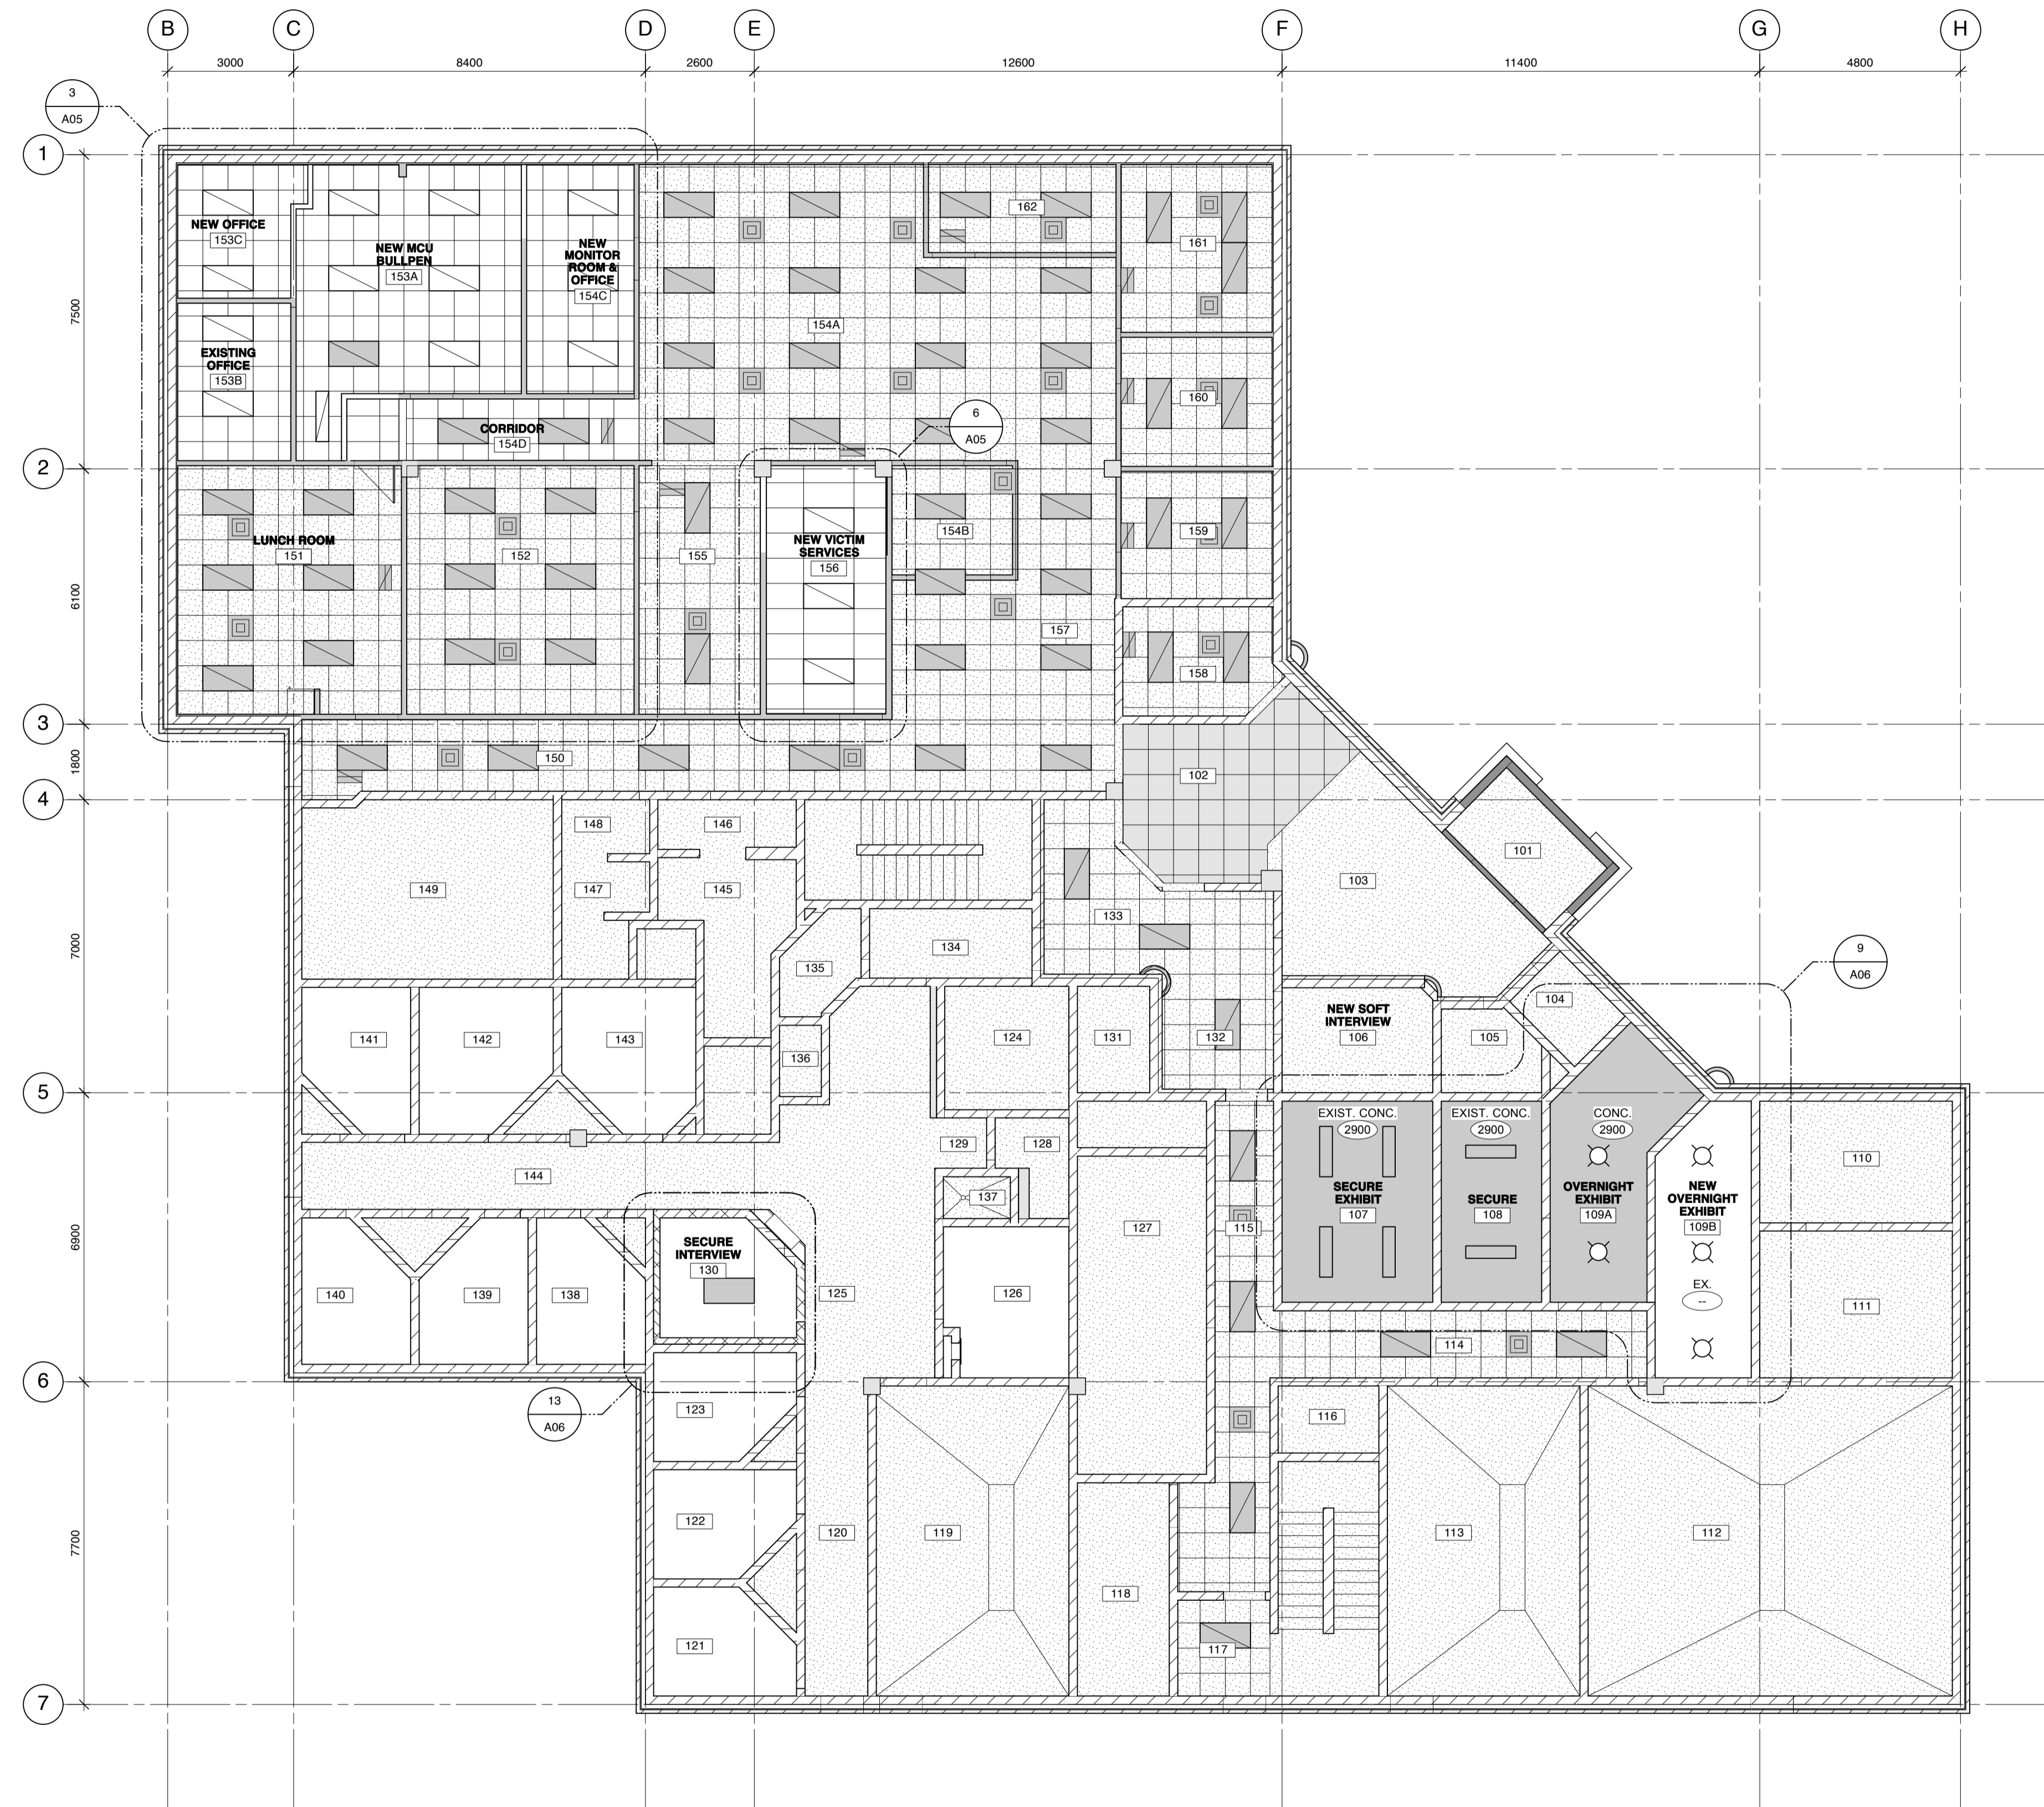 B
C
D
E
F
G
H
3000
8400
2600
12600
11400
4800
3
A05
1
NEW OFFICE
153C
NEW MCU
BULLPEN
153A
NEW
MONITOR
ROOM &
OFFICE
154C
162
161
7500
154A
EXISTING
OFFICE
153B
160
CORRIDOR
154D
6
A05
2
LUNCH ROOM
151
152
155
NEW VICTIM
SERVICES
156
154B
159
6100
157
158
3
1800
150
102
4
148
146
101
149
147
145
103
133
7000
134
135
9
A06
104
NEW SOFT
INTERVIEW
106
141
142
143
136
124
131
132
105
5
EXIST. CONC.
2900
EXIST. CONC.
2900
CONC.
2900
129
128
110
144
137
127
115
SECURE
EXHIBIT
107
SECURE
108
OVERNIGHT
EXHIBIT
109A
NEW
OVERNIGHT
EXHIBIT
109B
6900
SECURE
INTERVIEW
130
140
139
138
125
126
EX.
--
111
114
6
13
A06
123
116
122
120
119
113
112
7700
118
121
117
7